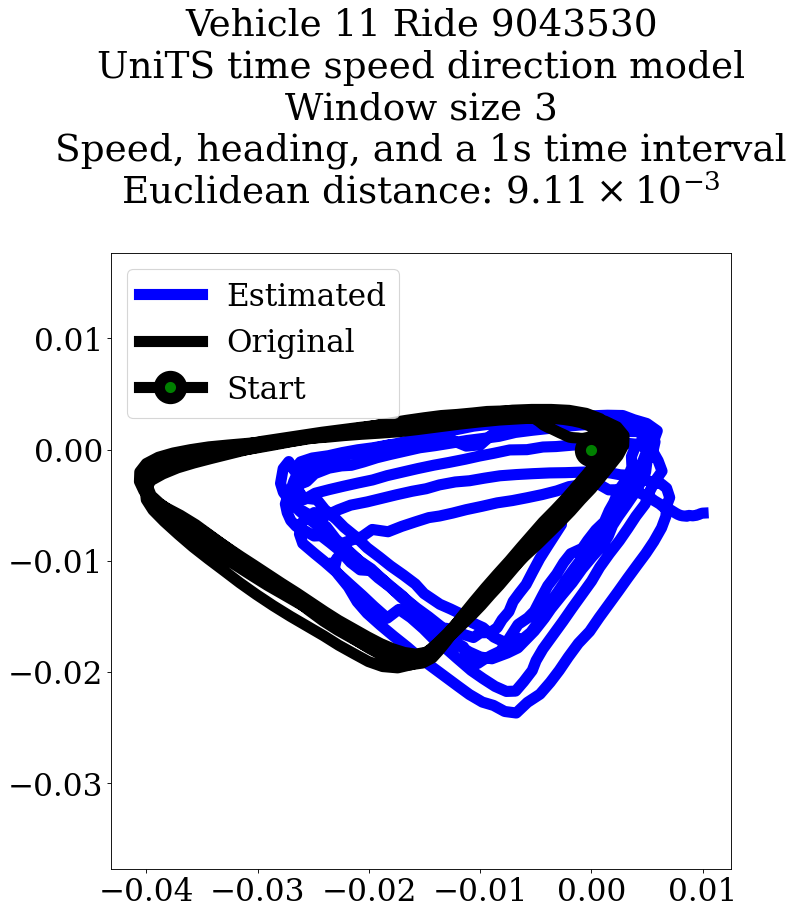 Vehicle 11 Ride 9043530
UniTS time speed direction model
Window size 3
Speed, heading, and a 1s time interval
Euclidean distance: 9.11 × 10⁻³
Estimated
Original
Start
0.01
0.00
−0.01
−0.02
−0.03
−0.04 −0.03 −0.02 −0.01 0.00 0.01